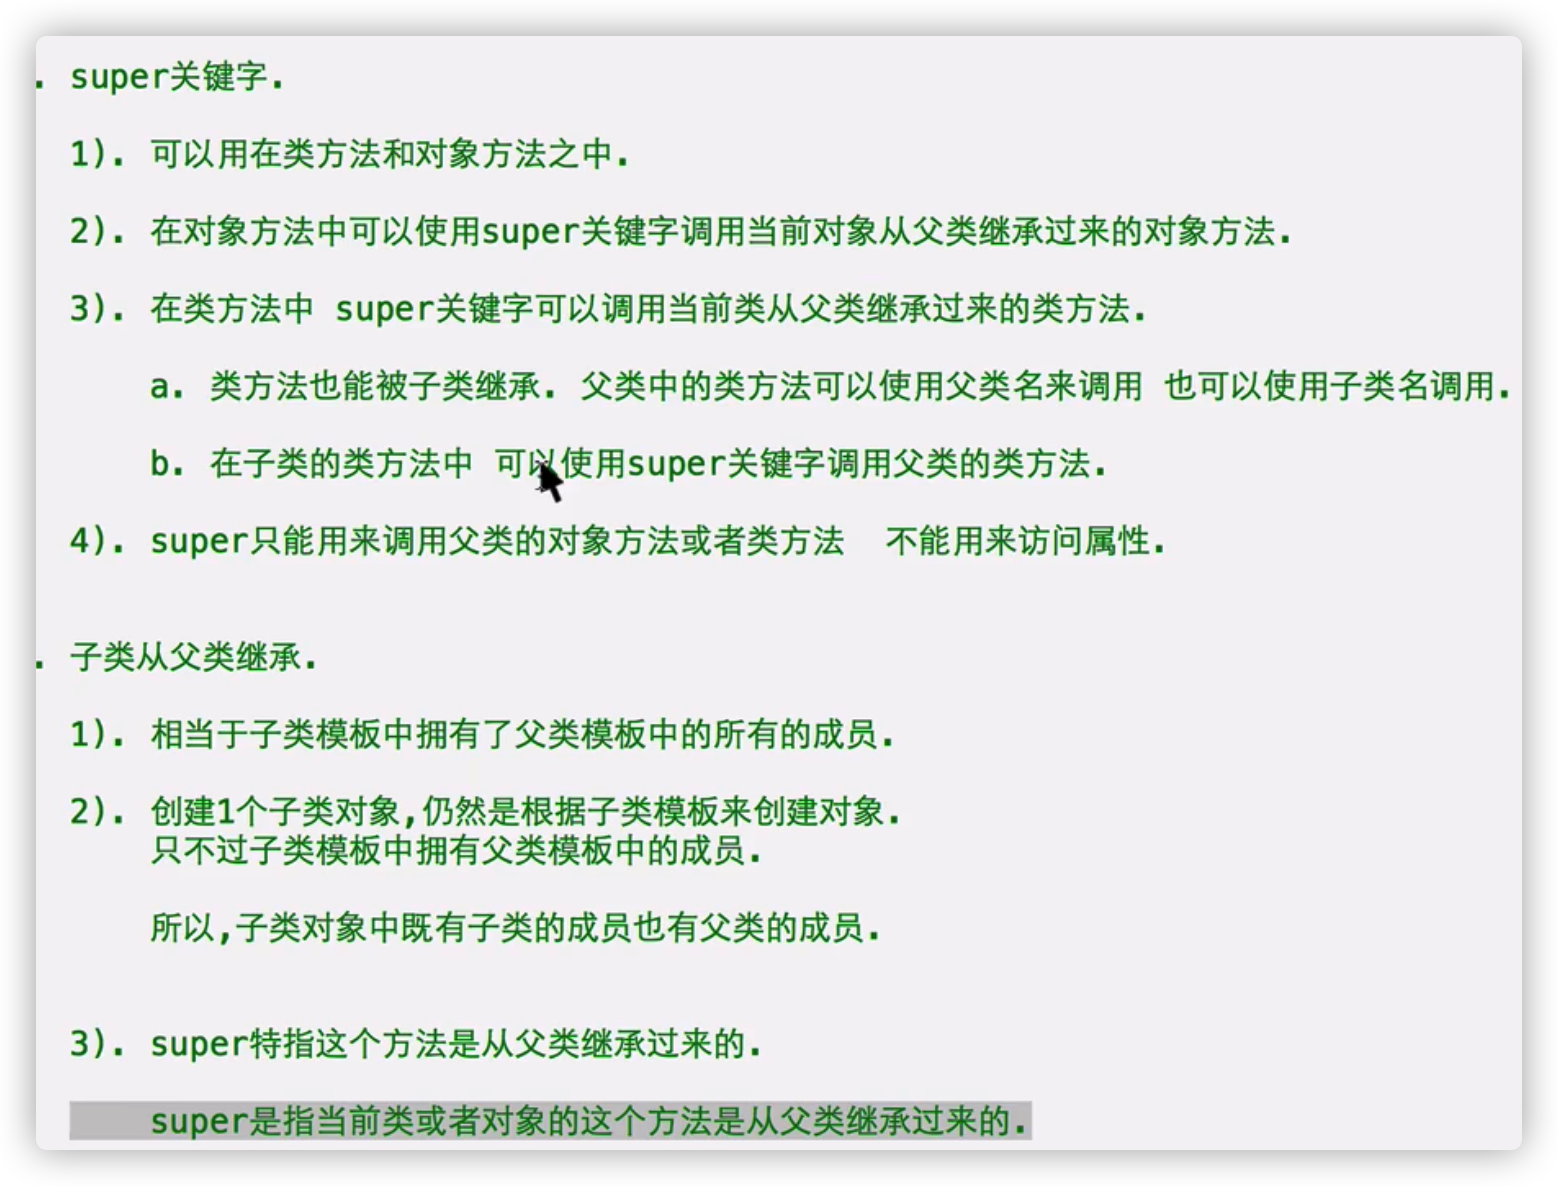 . super关键字.
1). 可以用在类方法和对象方法之中.
2). 在对象方法中可以使用super关键字调用当前对象从父类继承过来的对象方法.
3). 在类方法中 super关键字可以调用当前类从父类继承过来的类方法.
a. 类方法也能被子类继承. 父类中的类方法可以使用父类名来调用 也可以使用子类名调用.
b. 在子类的类方法中 可以使用super关键字调用父类的类方法.
4). super只能用来调用父类的对象方法或者类方法  不能用来访问属性.
. 子类从父类继承.
1). 相当于子类模板中拥有了父类模板中的所有的成员.
2). 创建1个子类对象,仍然是根据子类模板来创建对象.
只不过子类模板中拥有父类模板中的成员.
所以,子类对象中既有子类的成员也有父类的成员.
3). super特指这个方法是从父类继承过来的.
super是指当前类或者对象的这个方法是从父类继承过来的.